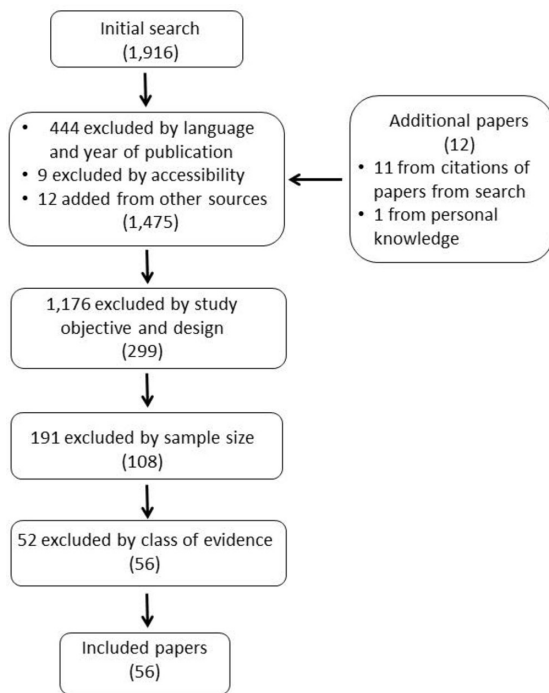 Initial search
(1,916)
• 444 excluded by language
and year of publication
• 9 excluded by accessibility
• 12 added from other sources
(1,475)
Additional papers
(12)
• 11 from citations of
papers from search
• 1 from personal
knowledge
1,176 excluded by study
objective and design
(299)
191 excluded by sample size
(108)
52 excluded by class of evidence
(56)
Included papers
(56)